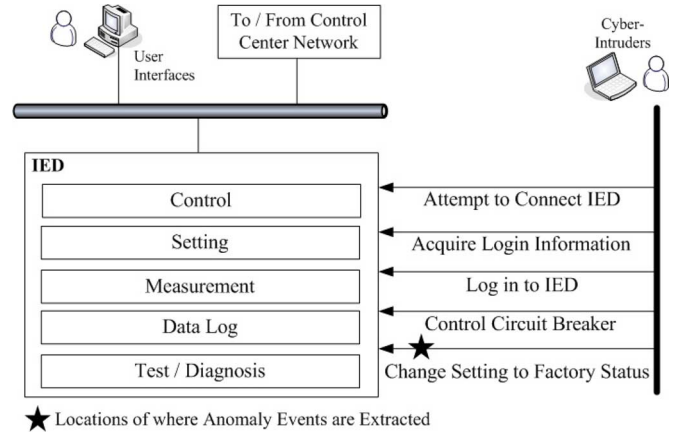 To / From Control
Center Network
User
Interfaces
Cyber-
Intruders
IED
Control
Setting
Measurement
Data Log
Test / Diagnosis
Attempt to Connect IED
Acquire Login Information
Log in to IED
Control Circuit Breaker
Change Setting to Factory Status
Locations of where Anomaly Events are Extracted